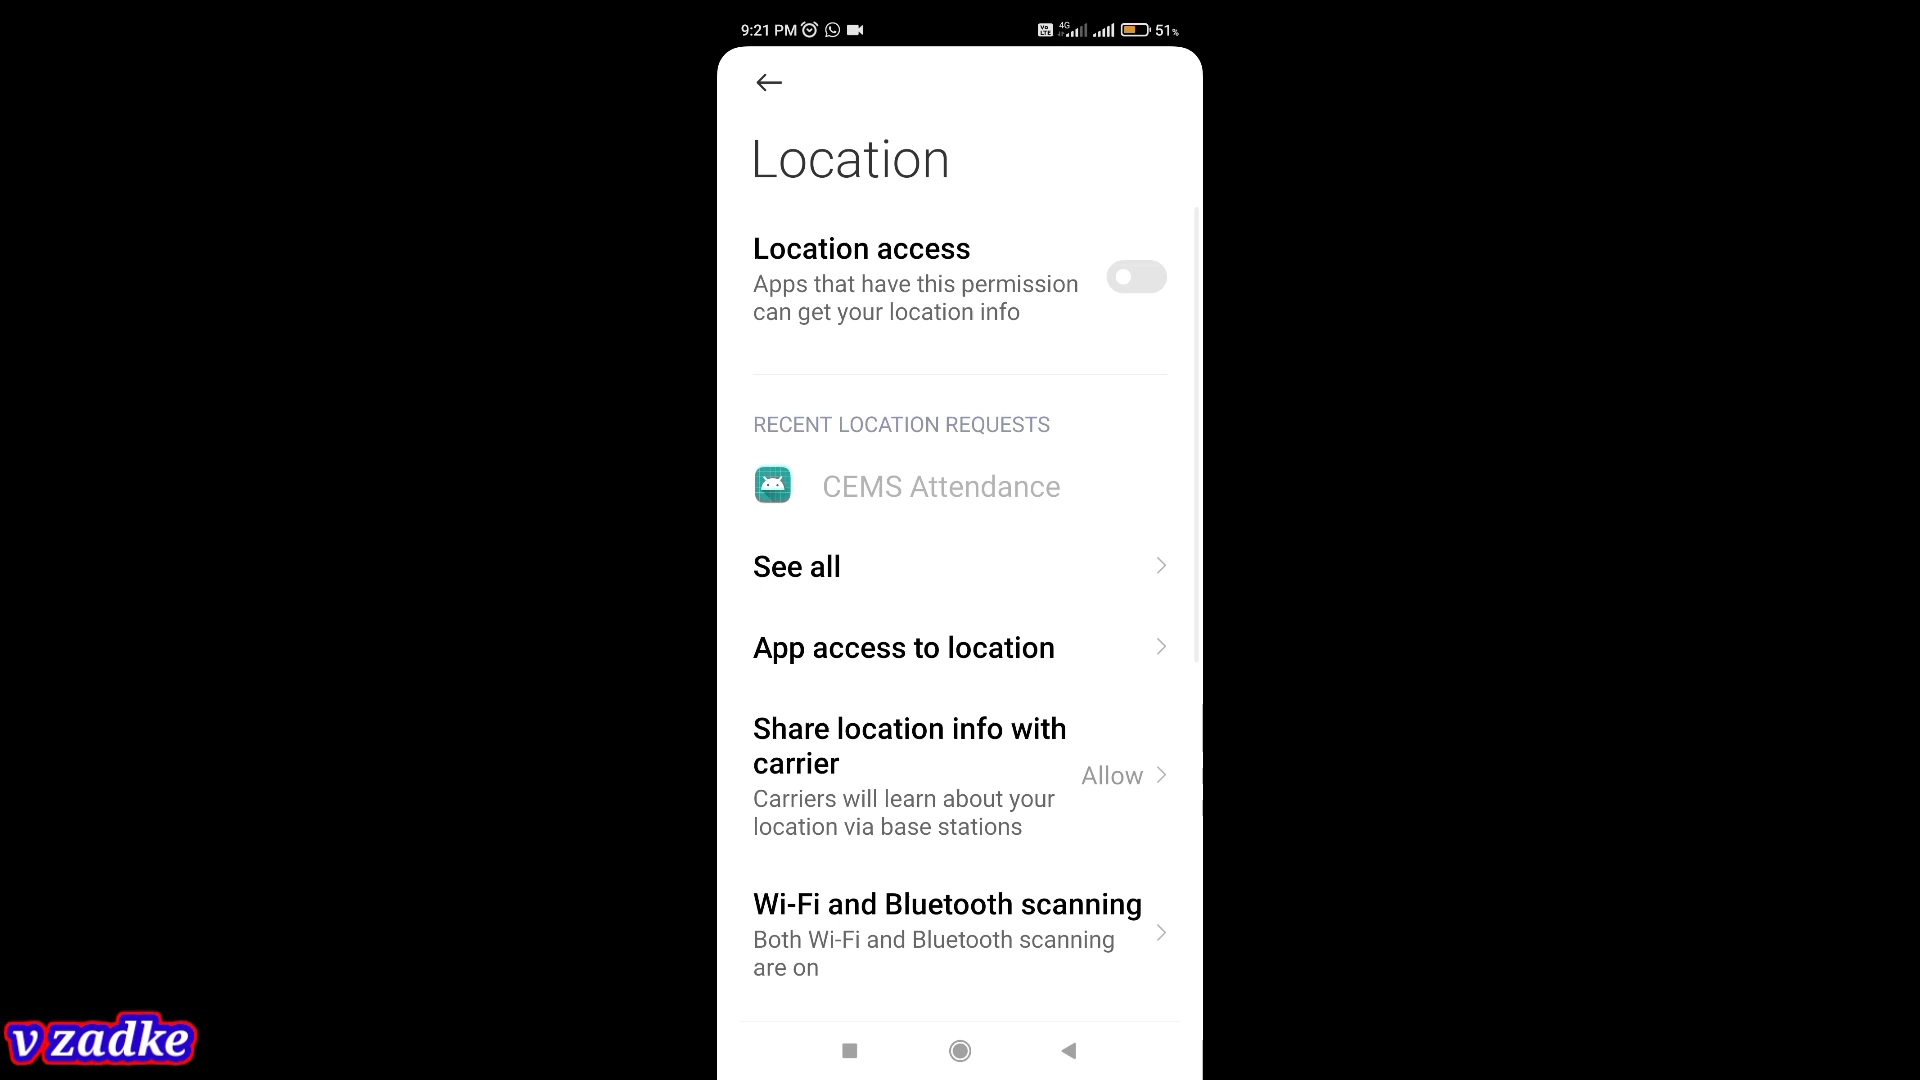 9:21 PM
Vo LTE 4G 51%
Location
Location access
Apps that have this permission
can get your location info
RECENT LOCATION REQUESTS
CEMS Attendance
See all
App access to location
Share location info with
carrier
Allow
Carriers will learn about your
location via base stations
Wi-Fi and Bluetooth scanning
Both Wi-Fi and Bluetooth scanning
are on
v zadke